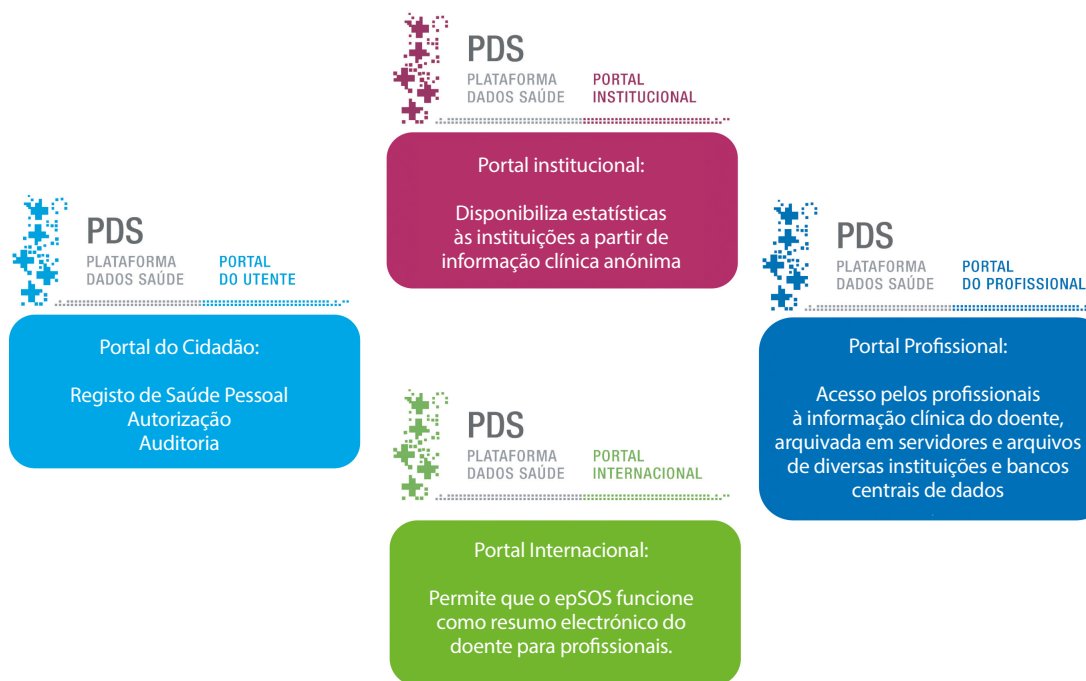 PDS
PLATAFORMA
DADOS SAÚDE
PORTAL
INSTITUCIONAL
Portal institucional:
Disponibiliza estatísticas
às instituições a partir de
informação clínica anónima
PDS
PLATAFORMA
DADOS SAÚDE
PORTAL
DO UTENTE
Portal do Cidadão:
Registo de Saúde Pessoal
Autorização
Auditoria
PDS
PLATAFORMA
DADOS SAÚDE
PORTAL
DO PROFISSIONAL
Portal Profissional:
Acesso pelos profissionais
à informação clínica do doente,
arquivada em servidores e arquivos
de diversas instituições e bancos
centrais de dados
PDS
PLATAFORMA
DADOS SAÚDE
PORTAL
INTERNACIONAL
Portal Internacional:
Permite que o epSOS funcione
como resumo electrónico do
doente para profissionais.